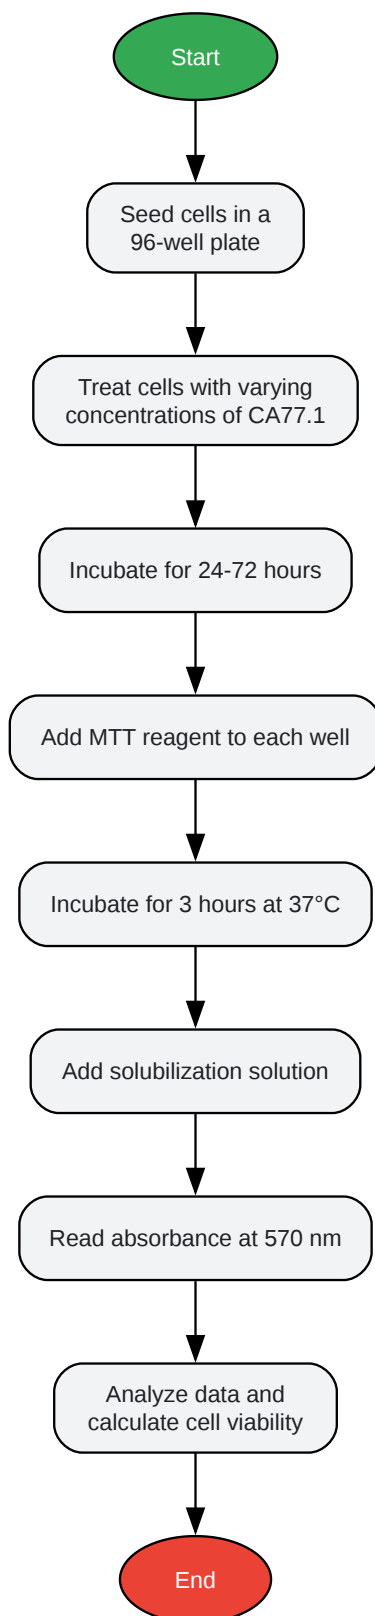 Start
Seed cells in a
96-well plate
Treat cells with varying
concentrations of CA77.1
Incubate for 24-72 hours
Add MTT reagent to each well
Incubate for 3 hours at 37°C
Add solubilization solution
Read absorbance at 570 nm
Analyze data and
calculate cell viability
End